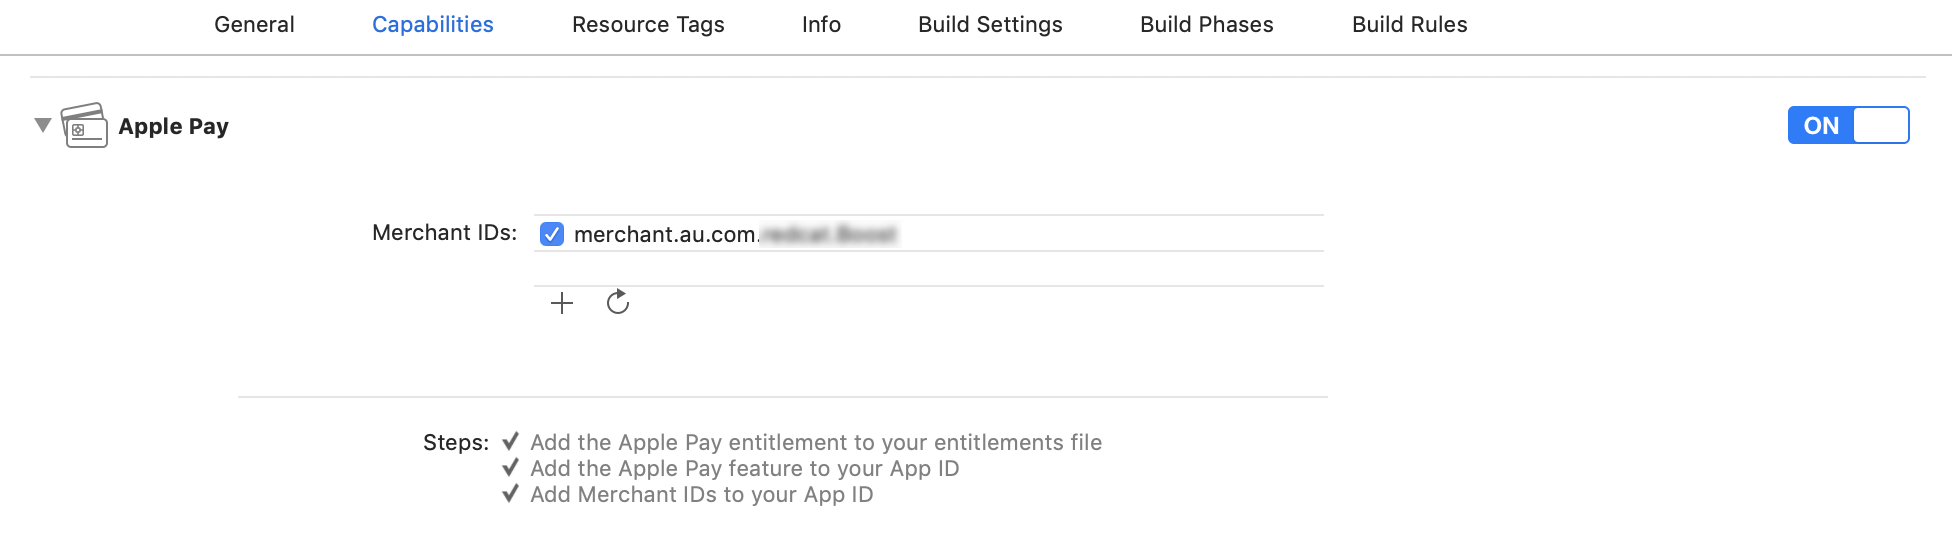 General Capabilities Resource Tags Info Build Settings Build Phases Build Rules
Apple Pay
ON
Merchant IDs: merchant.au.com.
Steps: ✓ Add the Apple Pay entitlement to your entitlements file
✓ Add the Apple Pay feature to your App ID
✓ Add Merchant IDs to your App ID